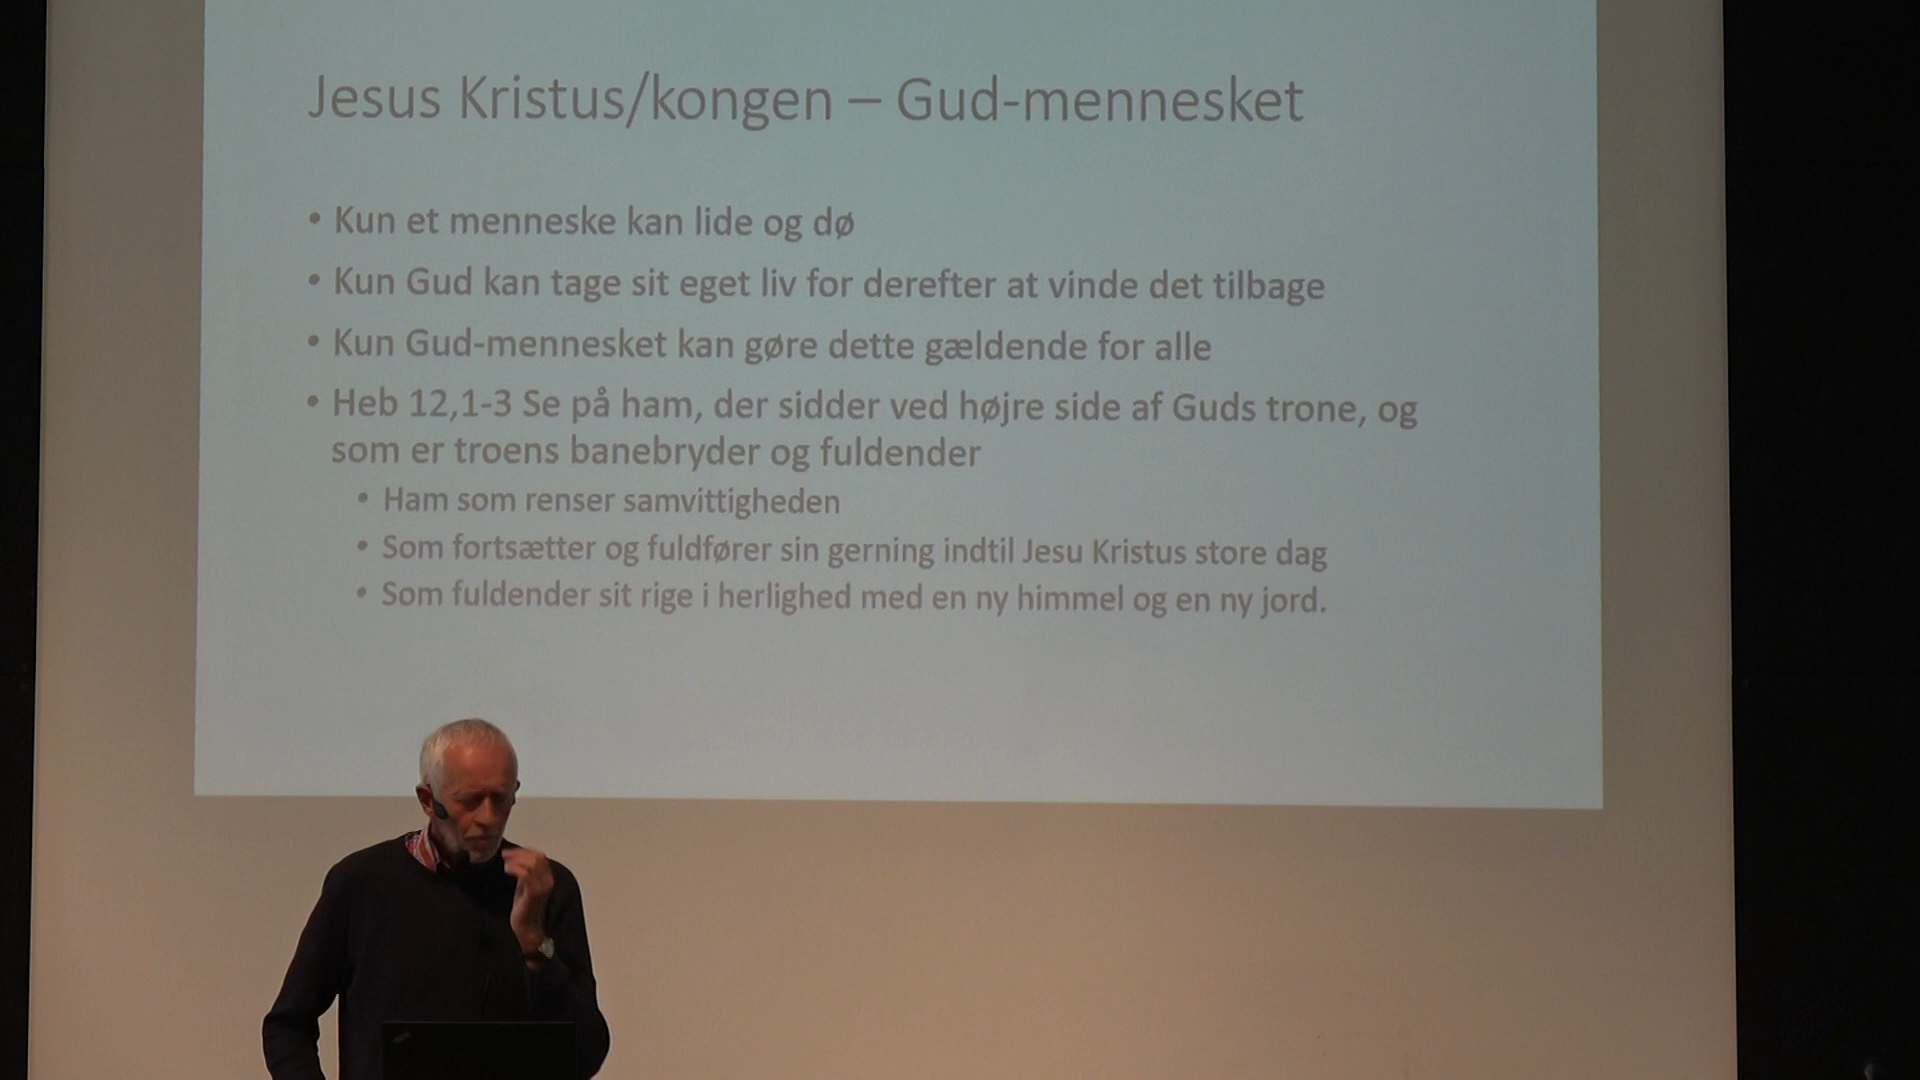 Jesus Kristus/kongen – Gud-mennesket
• Kun et menneske kan lide og dø
• Kun Gud kan tage sit eget liv for derefter at vinde det tilbage
• Kun Gud-mennesket kan gøre dette gældende for alle
• Heb 12,1-3 Se på ham, der sidder ved højre side af Guds trone, og
som er troens banebryder og fuldender
• Ham som renser samvittigheden
• Som fortsætter og fuldfører sin gerning indtil Jesu Kristus store dag
• Som fuldender sit rige i herlighed med en ny himmel og en ny jord.